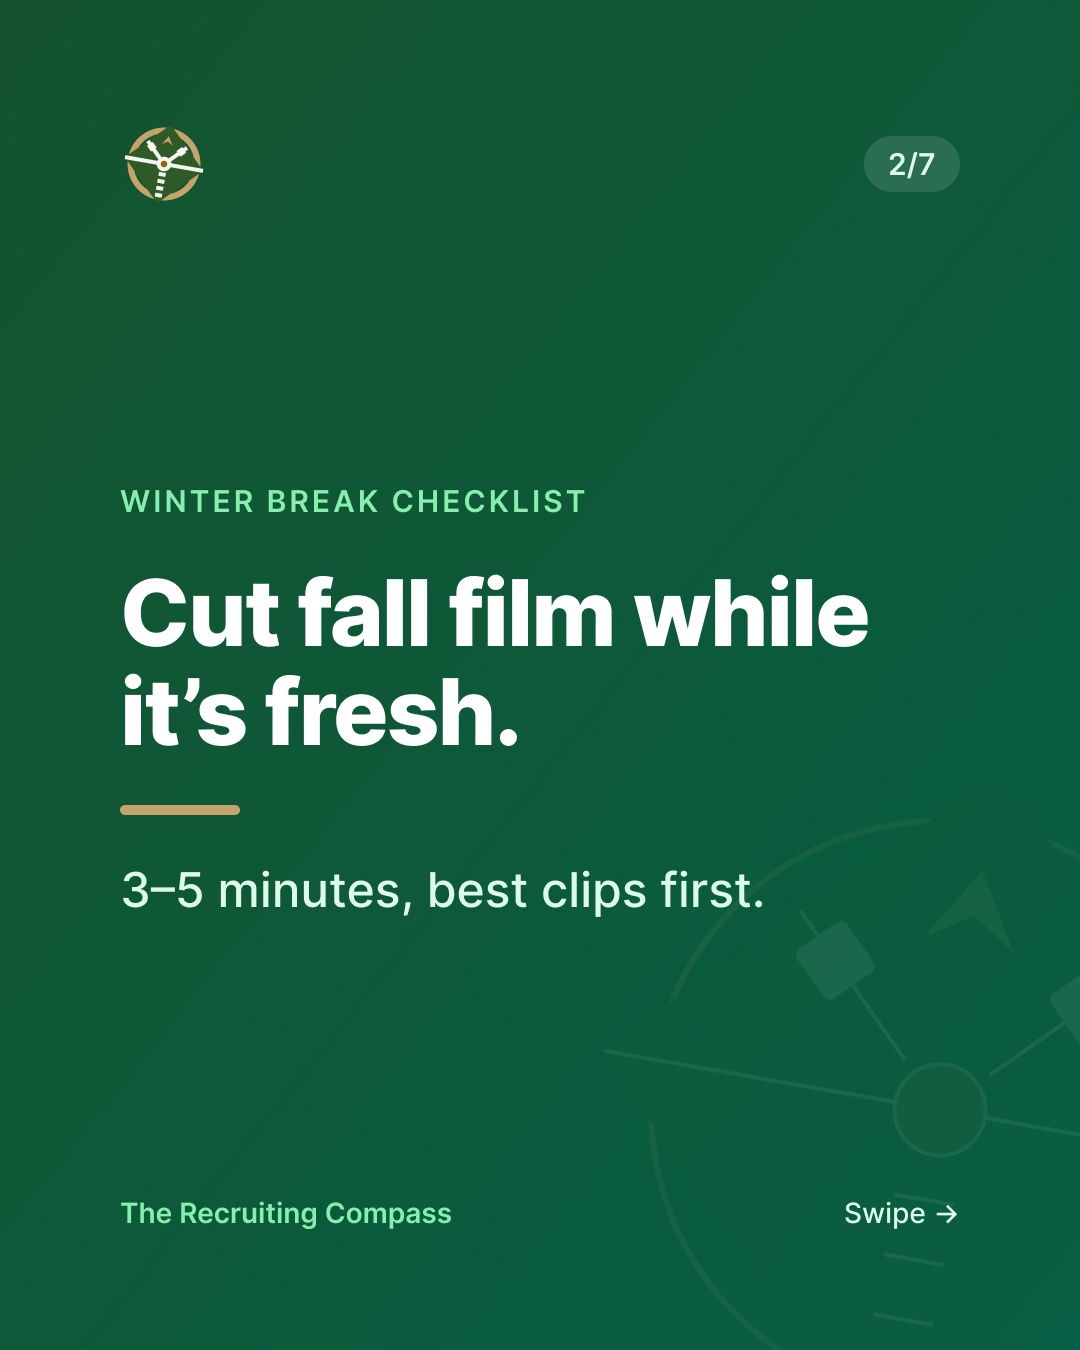 2/7
WINTER BREAK CHECKLIST
Cut fall film while
it’s fresh.
3–5 minutes, best clips first.
The Recruiting Compass
Swipe →